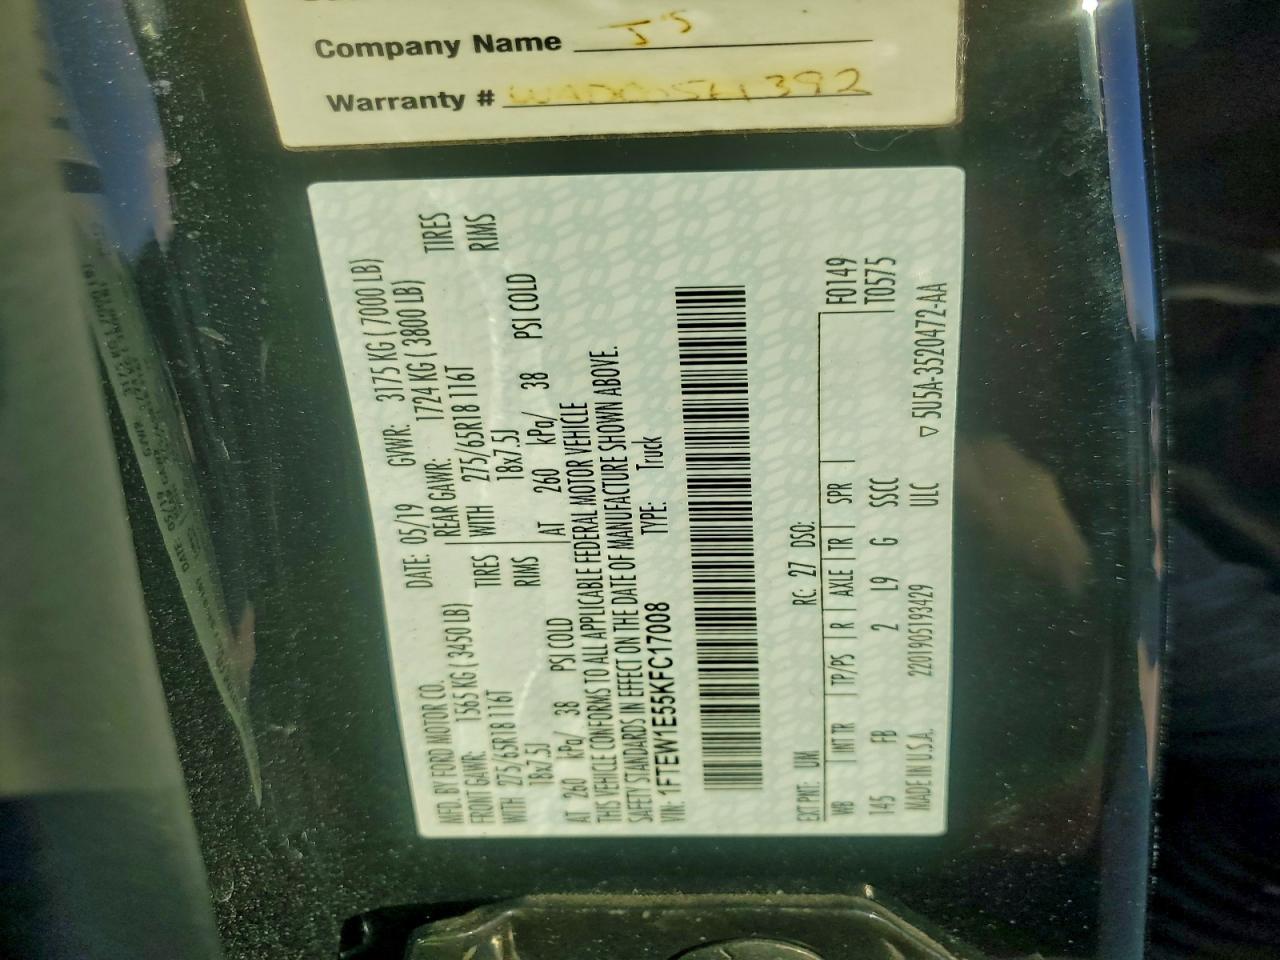 Company Name J'S
Warranty #
MFD. BY FORD MOTOR CO.
DATE: 05/19 GVWR: 3175 KG ( 7000 LB)
FRONT GAWR: 1565 KG ( 3450 LB)
REAR GAWR: 1724 KG ( 3800 LB)
WITH 275/65R18 116T TIRES
WITH 275/65R18 116T TIRES
18x7.5J RIMS
18x7.5J RIMS
AT 260 kPa/ 38 PSI COLD
AT 260 kPa/ 38 PSI COLD
THIS VEHICLE CONFORMS TO ALL APPLICABLE FEDERAL MOTOR VEHICLE
SAFETY STANDARDS IN EFFECT ON THE DATE OF MANUFACTURE SHOWN ABOVE.
VIN: 1FTEW1E55KFC17008 TYPE: Truck
EXT PNT: UM RC: 27 DSO:
F0149
WB INT TR TP/PS R AXLE TR SPR T0575
145 FB 2 L9 G SSCC
MADE IN U.S.A. 2201905193429 ULC ▽ 5U5A-3520472-AA